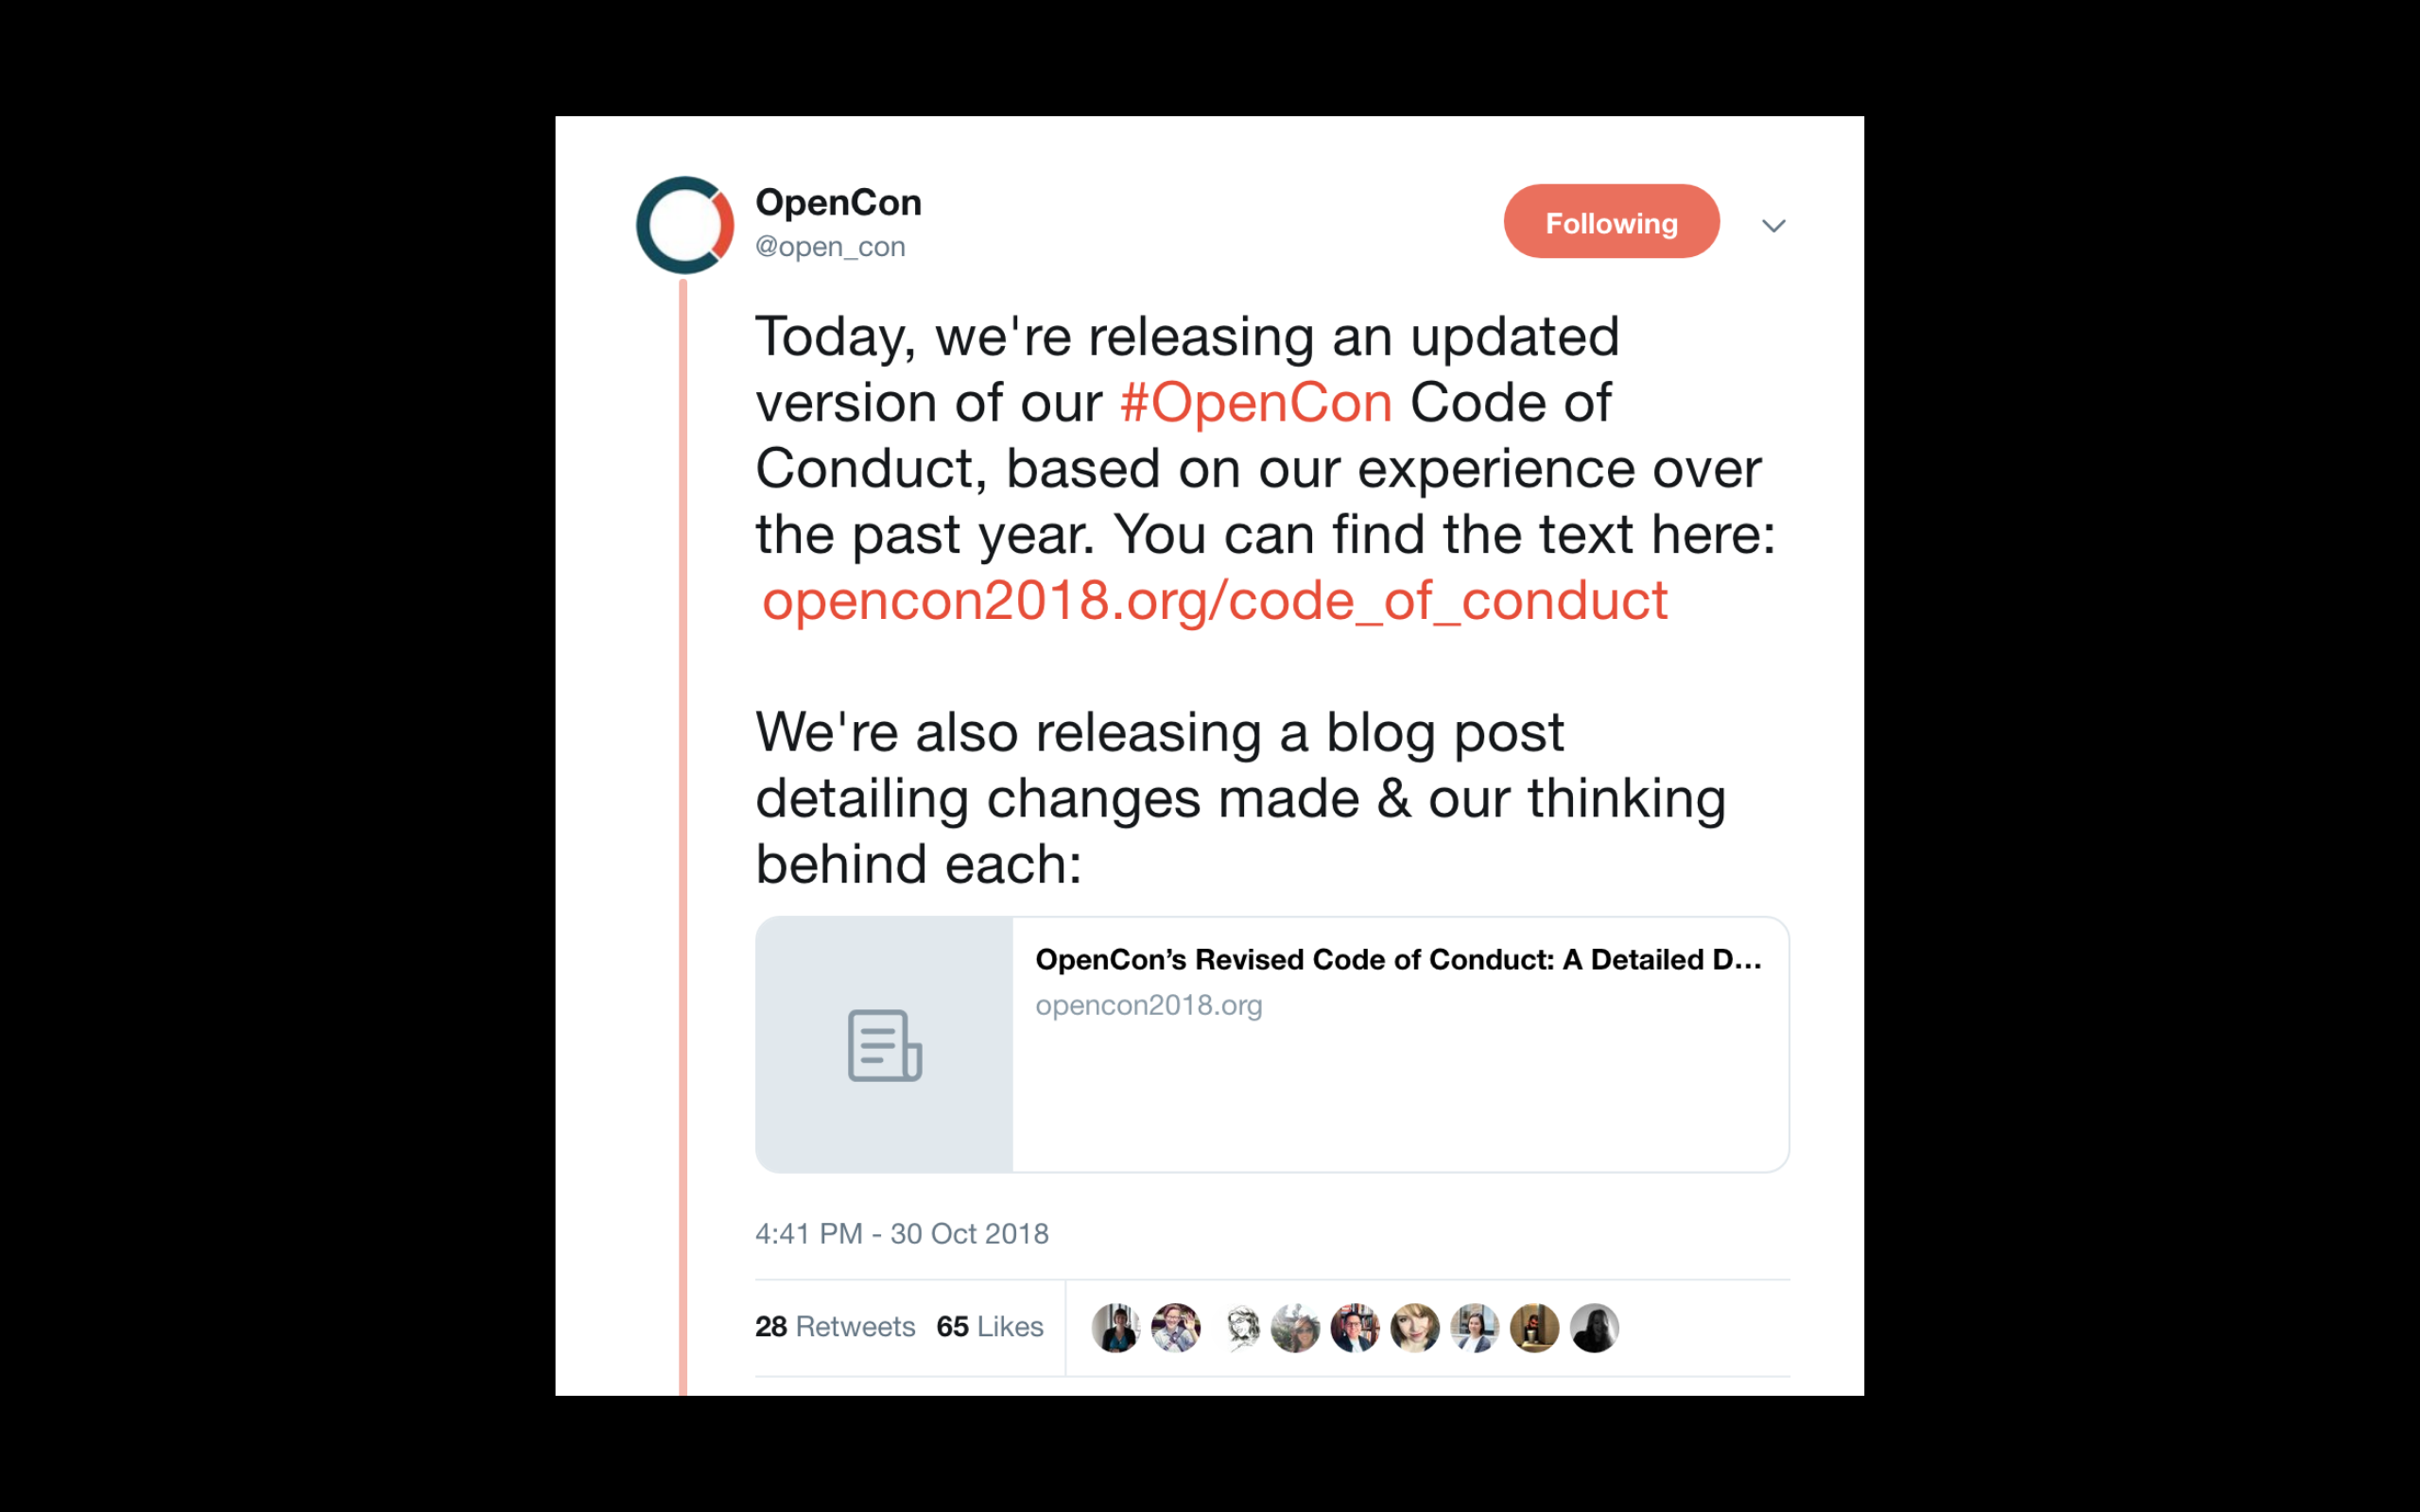 OpenCon
@open_con
Following
Today, we're releasing an updated
version of our #OpenCon Code of
Conduct, based on our experience over
the past year. You can find the text here:
opencon2018.org/code_of_conduct
We're also releasing a blog post
detailing changes made & our thinking
behind each:
OpenCon’s Revised Code of Conduct: A Detailed D...
opencon2018.org
4:41 PM - 30 Oct 2018
28 Retweets 65 Likes